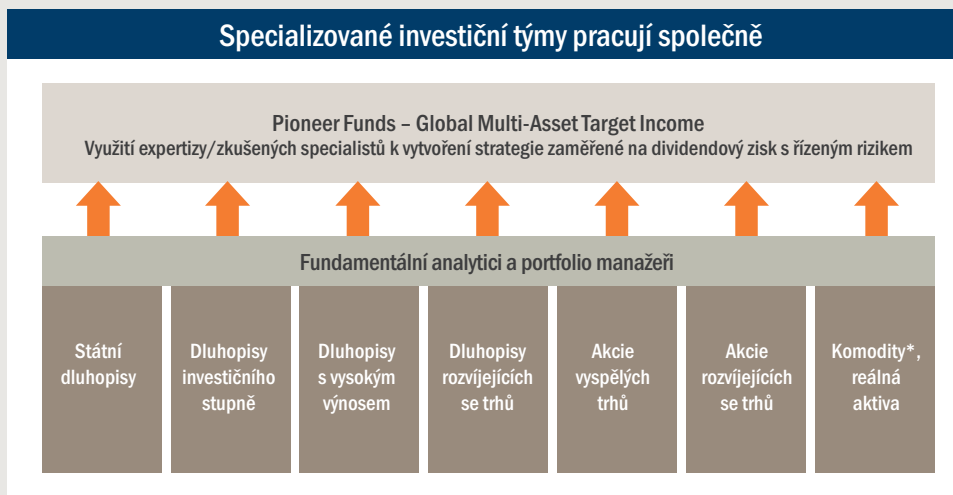 Specializované investiční týmy pracují společně
Pioneer Funds – Global Multi-Asset Target Income
Využití expertizy/zkušených specialistů k vytvoření strategie zaměřené na dividendový zisk s řízeným rizikem
Fundamentální analytici a portfolio manažeři
Státní
dluhopisy
Dluhopisy
investičního
stupně
Dluhopisy
s vysokým
výnosem
Dluhopisy
rozvíjejících
se trhů
Akcie
vyspělých
trhů
Akcie
rozvíjejících
se trhů
Komodity*,
reálná
aktiva